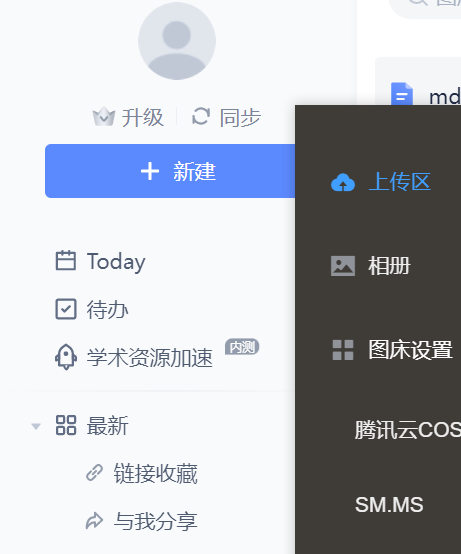 升级 同步
+ 新建
Today
待办
学术资源加速 内测
最新
链接收藏
与我分享
md
上传区
相册
图床设置
腾讯云COS
SM.MS